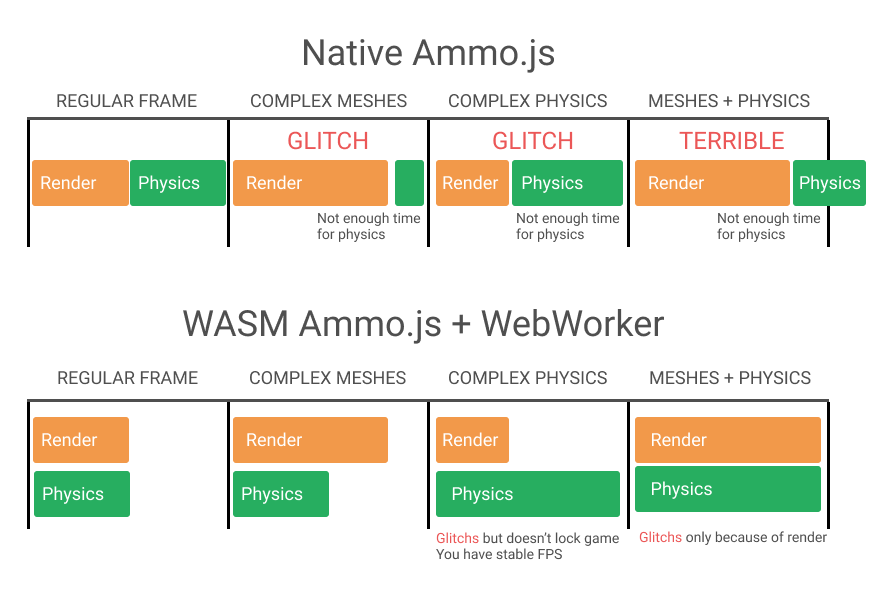 Native Ammo.js
REGULAR FRAME
COMPLEX MESHES
COMPLEX PHYSICS
MESHES + PHYSICS
GLITCH
GLITCH
TERRIBLE
Render
Physics
Render
Render
Physics
Render
Physics
Not enough time
for physics
Not enough time
for physics
Not enough time
for physics
WASM Ammo.js + WebWorker
REGULAR FRAME
COMPLEX MESHES
COMPLEX PHYSICS
MESHES + PHYSICS
Render
Render
Render
Render
Physics
Physics
Physics
Physics
Glitchs but doesn't lock game
You have stable FPS
Glitchs only because of render